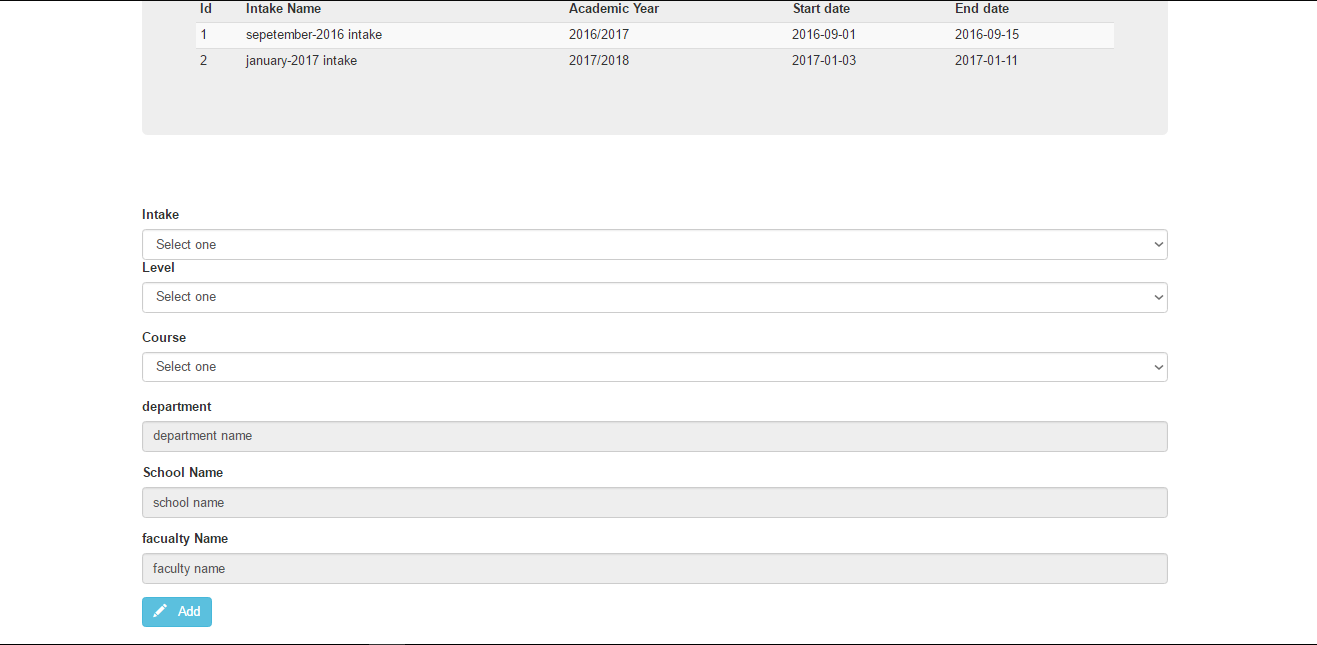 Id Intake Name Academic Year Start date End date
1 sepetember-2016 intake 2016/2017 2016-09-01 2016-09-15
2 january-2017 intake 2017/2018 2017-01-03 2017-01-11
Intake
Select one
Level
Select one
Course
Select one
department
department name
School Name
school name
facualty Name
faculty name
Add